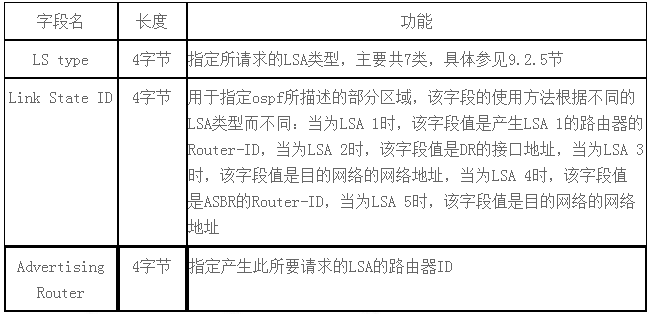 字段名 长度 功能
LS type 4字节 指定所请求的LSA类型，主要共7类，具体参见9.2.5节
Link State ID 4字节 用于指定ospf所描述的部分区域，该字段的使用方法根据不同的
LSA类型而不同：当为LSA 1时，该字段值是产生LSA 1的路由器的
Router-ID，当为LSA 2时，该字段值是DR的接口地址，当为LSA 3
时，该字段值是目的网络的网络地址，当为LSA 4时，该字段值
是ASBR的Router-ID，当为LSA 5时，该字段值是目的网络的网络
地址
Advertising 4字节 指定产生此所要请求的LSA的路由器ID
Router